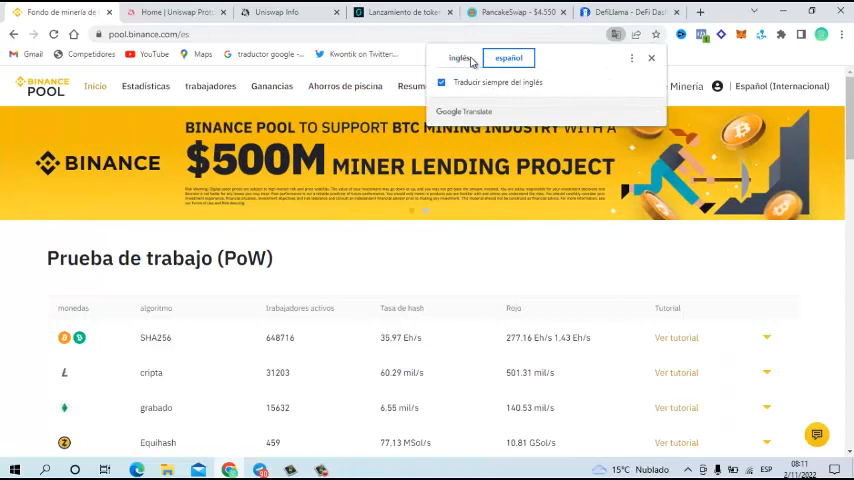 Fondo de minería de
Home | Uniswap Prot
Uniswap Info
Lanzamiento de token
PancakeSwap - $4.550
DefiLlama - DeFi Dash
pool.binance.com/es
Gmail
Competidores
YouTube
Maps
traductor google -...
Kwontik on Twitter:...
inglés
español
Traducir siempre del inglés
Google Translate
BINANCE
POOL
Inicio
Estadísticas
trabajadores
Ganancias
Ahorros de piscina
Resum
Minería
Español (Internacional)
BINANCE POOL TO SUPPORT BTC MINING INDUSTRY WITH A
BINANCE
$500M MINER LENDING PROJECT
Prueba de trabajo (PoW)
monedas algoritmo Trabajadores activos Tasa de hash Rojo Tutorial
SHA256 648716 35,97 Eh/s 277.16 Eh/s 1.43 Eh/s Ver tutorial
cripta 31203 60.29 mil/s 501.31 mil/s Ver tutorial
grabado 15632 6.55 mil/s 140.53 mil/s Ver tutorial
Equihash 459 77,13 MSol/s 10,81 GSol/s Ver tutorial
15°C Nublado
ESP
08:11
2/11/2022